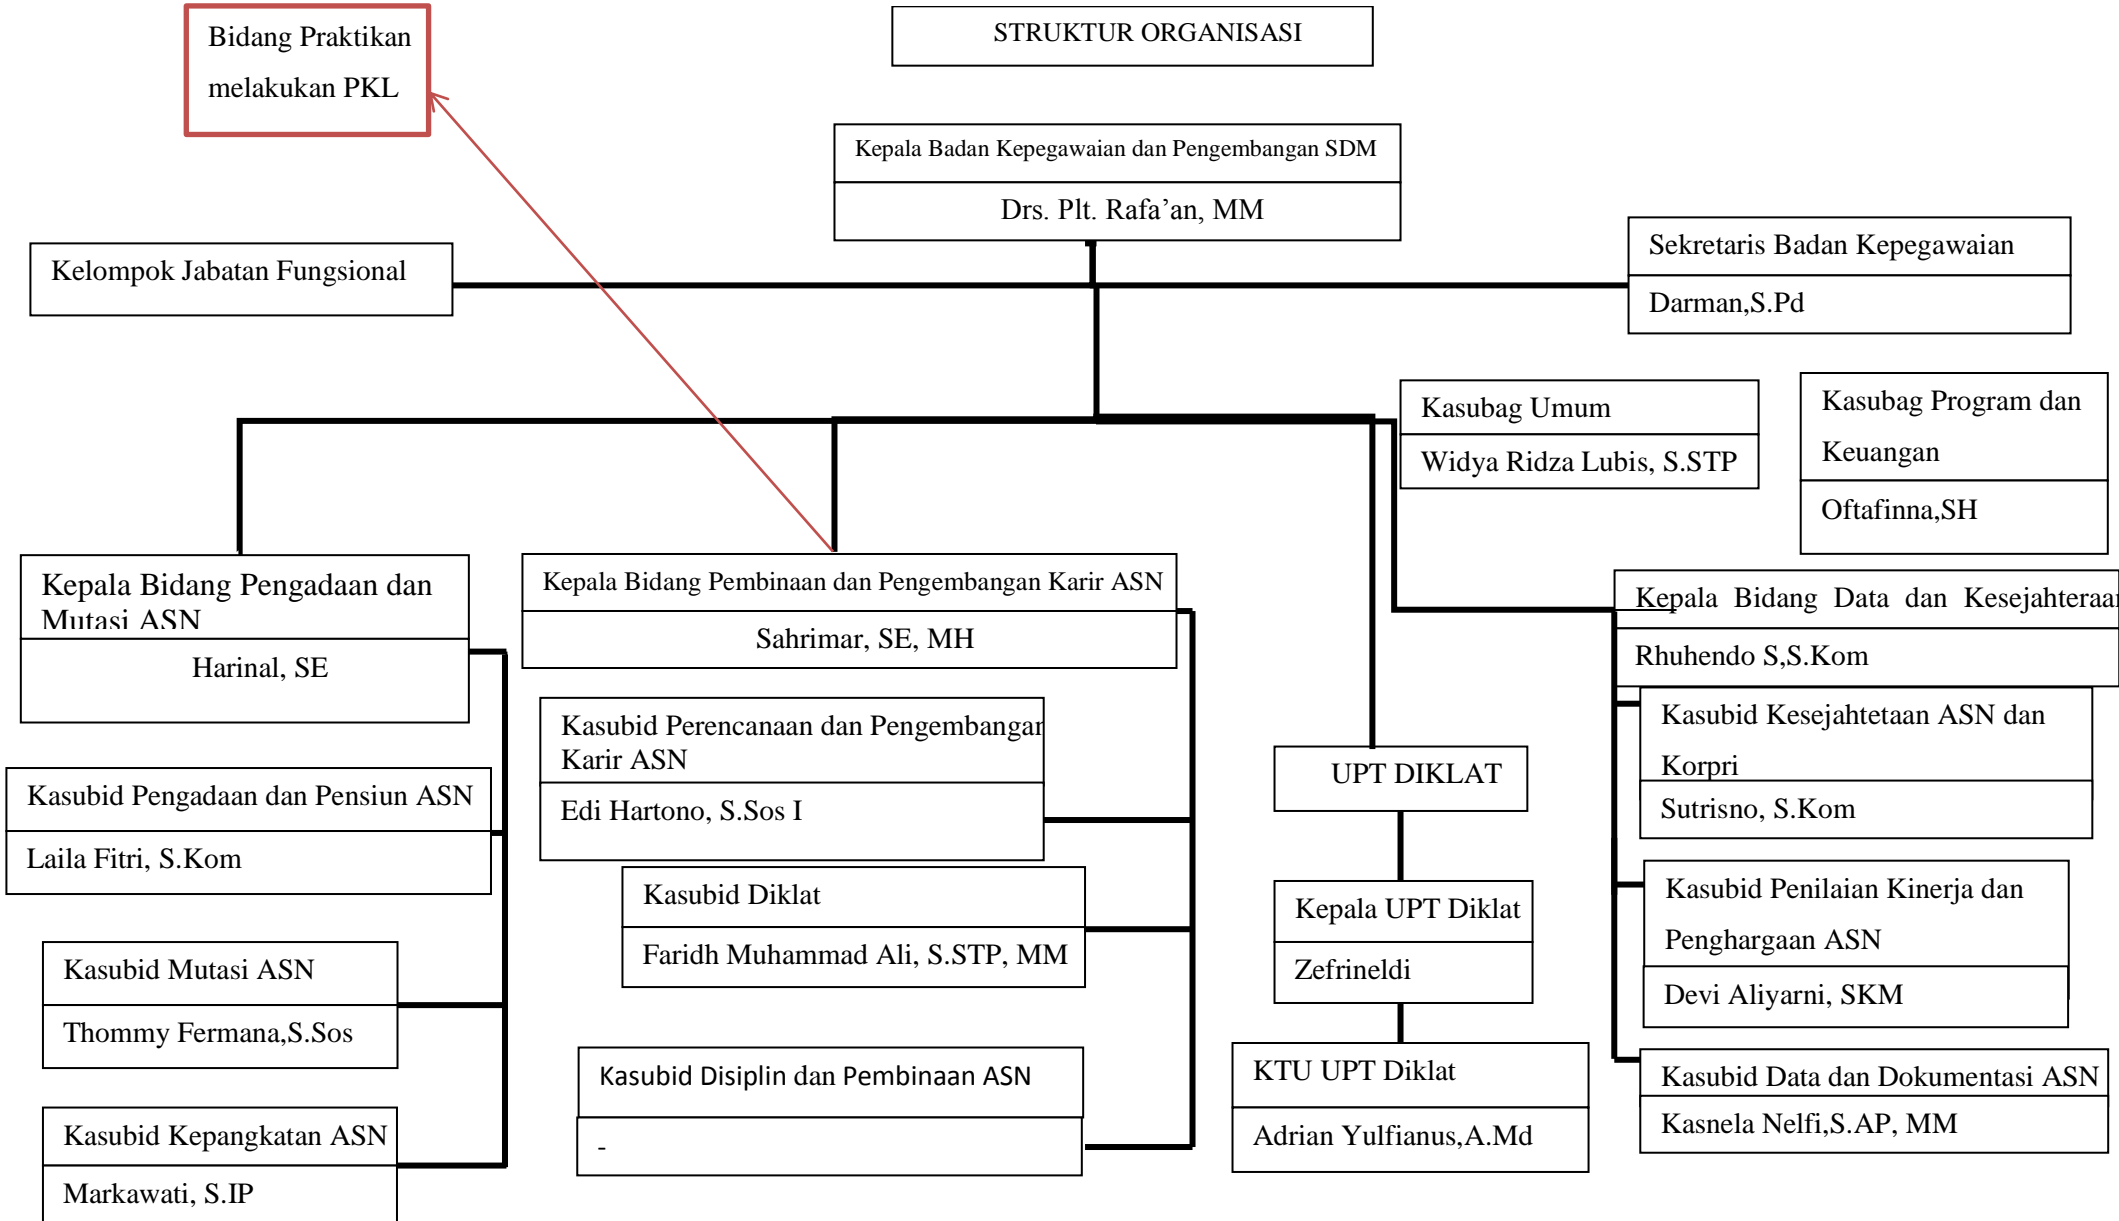 Bidang Praktikan
melakukan PKL
STRUKTUR ORGANISASI
Kepala Badan Kepegawaian dan Pengembangan SDM
Drs. Plt. Rafa’an, MM
Kelompok Jabatan Fungsional
Sekretaris Badan Kepegawaian
Darman,S.Pd
Kasubag Umum
Widya Ridza Lubis, S.STP
Kasubag Program dan
Keuangan
Oftafinna,SH
Kepala Bidang Pengadaan dan
Mutasi ASN
Harinal, SE
Kasubid Pengadaan dan Pensiun ASN
Laila Fitri, S.Kom
Kasubid Mutasi ASN
Thommy Fermana,S.Sos
Kasubid Kepangkatan ASN
Markawati, S.IP
Kepala Bidang Pembinaan dan Pengembangan Karir ASN
Sahrimar, SE, MH
Kasubid Perencanaan dan Pengembangan
Karir ASN
Edi Hartono, S.Sos I
Kasubid Diklat
Faridh Muhammad Ali, S.STP, MM
Kasubid Disiplin dan Pembinaan ASN
-
UPT DIKLAT
Kepala UPT Diklat
Zefrineldi
KTU UPT Diklat
Adrian Yulfianus,A.Md
Kepala Bidang Data dan Kesejahteraan
Rhuhendo S,S.Kom
Kasubid Kesejahtetaan ASN dan
Korpri
Sutrisno, S.Kom
Kasubid Penilaian Kinerja dan
Penghargaan ASN
Devi Aliyarni, SKM
Kasubid Data dan Dokumentasi ASN
Kasnela Nelfi,S.AP, MM